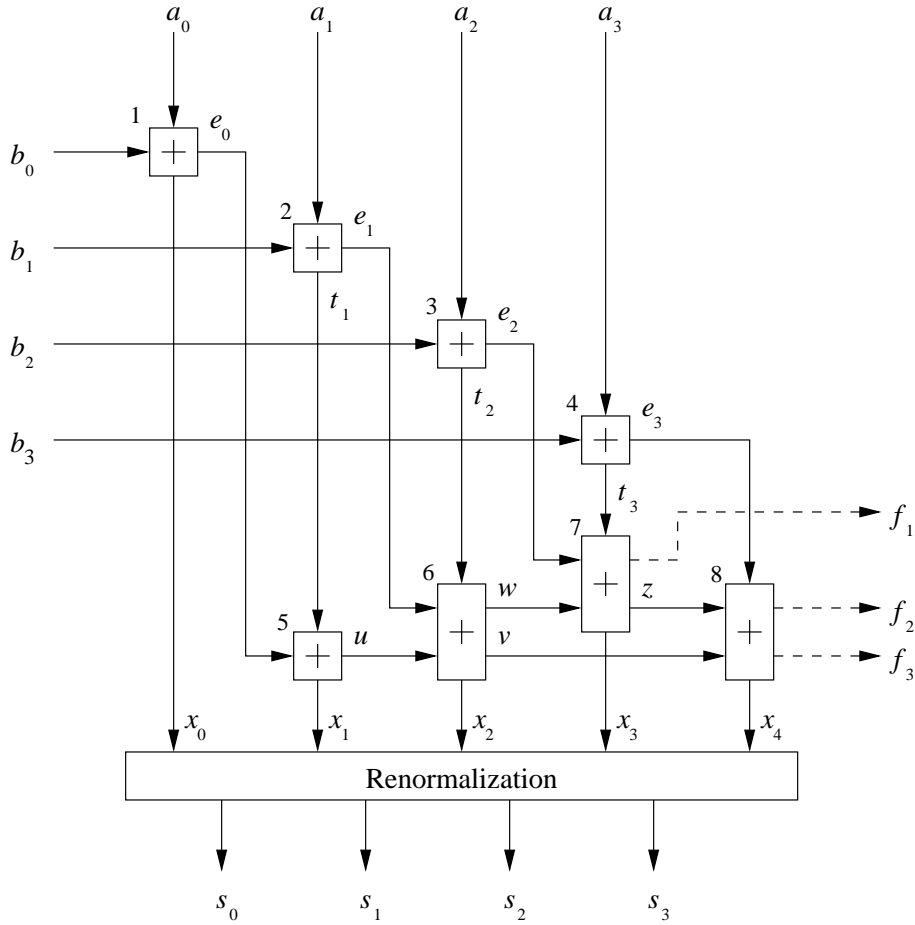 a0 a1 a2 a3
1 e0
b0
2 e1
b1
t1 3 e2
b2
t2 4 e3
b3
t3
7 f1
6 w z 8
f2
5 u v
f3
x0 x1 x2 x3 x4
Renormalization
s0 s1 s2 s3